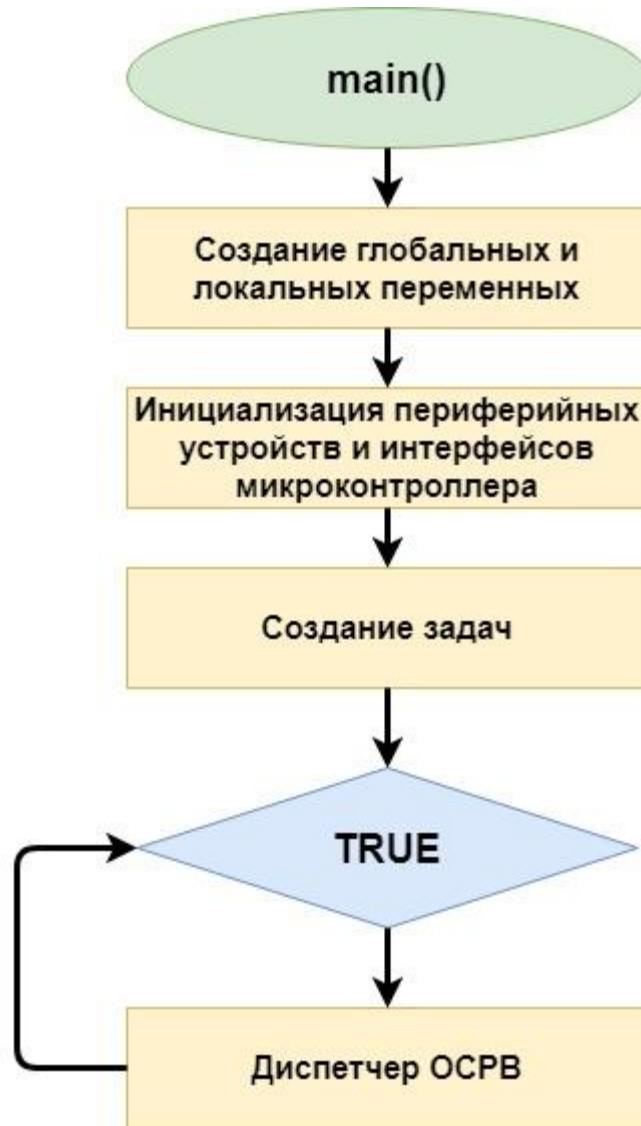 main()
Создание глобальных и
локальных переменных
Инициализация периферийных
устройств и интерфейсов
микроконтроллера
Создание задач
TRUE
Диспетчер ОСРВ